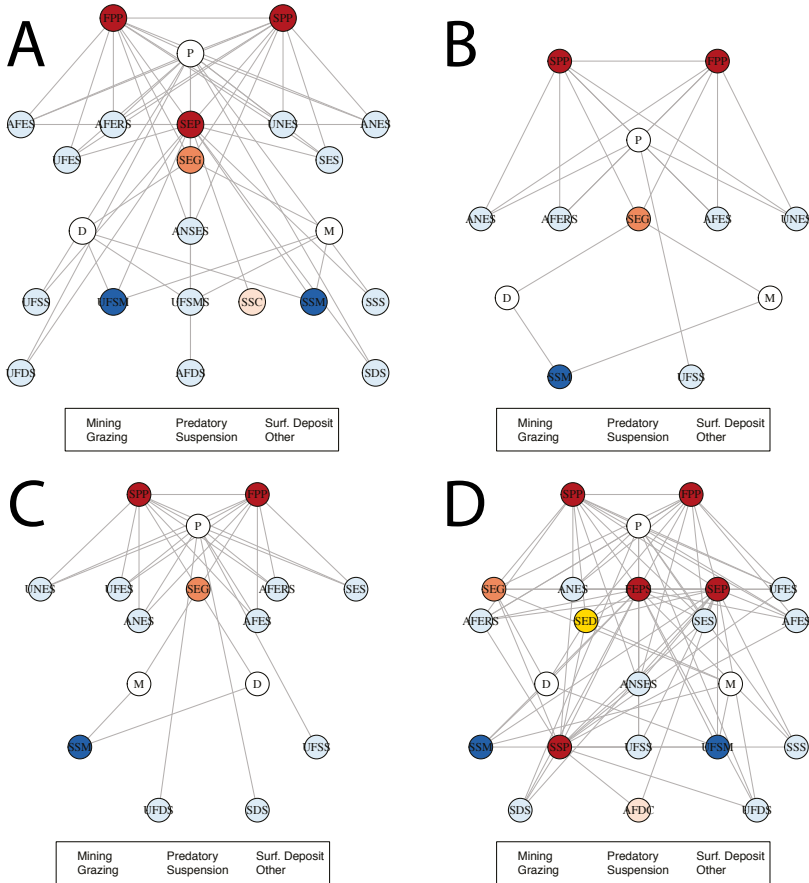 A
FPP SPP
P
AFES AFERS SEP UNES ANES
UFES SEG SES
D ANSES M
UFSS UFSM UFSMS SSC SSM SSS
UFDS AFDS SDS
Mining Predatory Surf. Deposit
Grazing Suspension Other
B
SPP FPP
P
ANES AFERS SEG AFES UNES
D M
SSM UFSS
Mining Predatory Surf. Deposit
Grazing Suspension Other
C
SPP FPP
P
UNES UFES SEG AFERS SES
ANES AFES
M D
SSM UFSS
UFDS SDS
Mining Predatory Surf. Deposit
Grazing Suspension Other
D
SPP FPP
P
SEG ANES FEPS SEP UFES
AFERS SED SES AFES
D ANSES M
SSM SSP UFSS UFSM SSS
SDS AFDC UFDS
Mining Predatory Surf. Deposit
Grazing Suspension Other